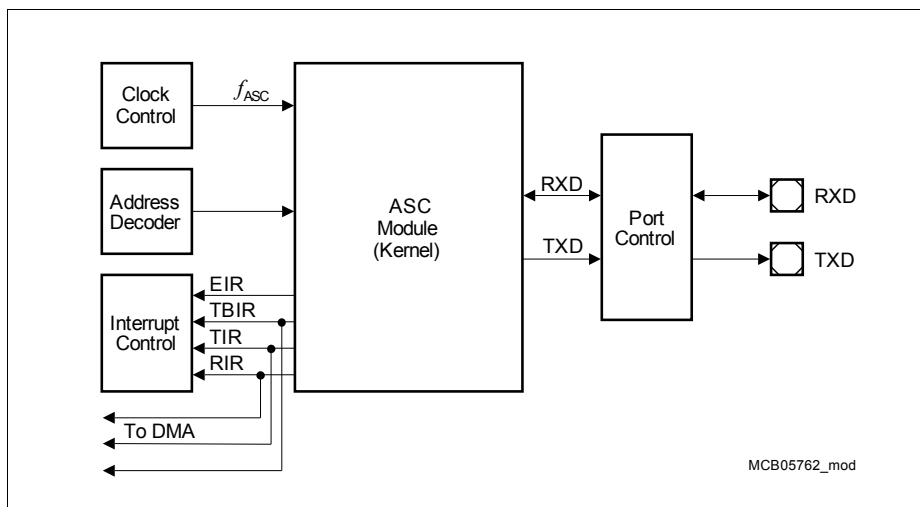 Clock
Control
fASC
Address
Decoder
Interrupt
Control
EIR
TBIR
TIR
RIR
To DMA
ASC
Module
(Kernel)
RXD
TXD
Port
Control
RXD
TXD
MCB05762_mod